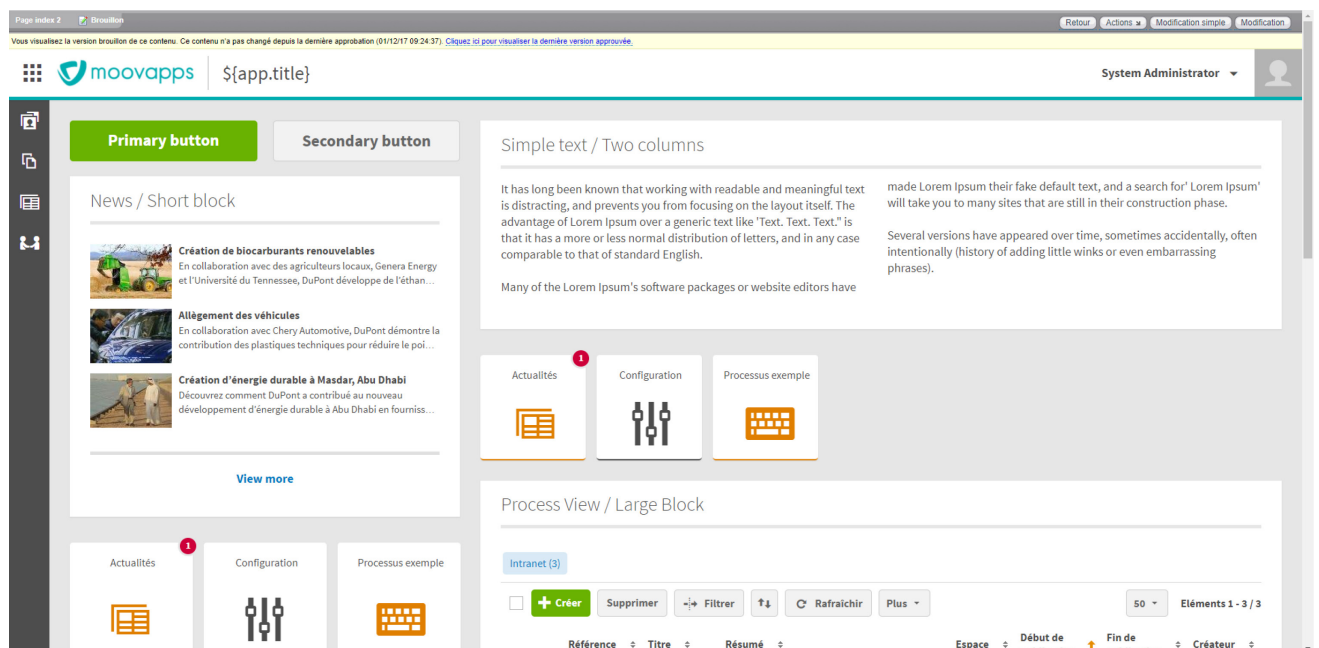 Page index 2
Brouillon
Retour
Actions
Modification simple
Modification
Vous visualisez la version brouillon de ce contenu. Ce contenu n'a pas changé depuis la dernière approbation (01/12/17 09:24:37). Cliquez ici pour visualiser la dernière version approuvée.
moovapps
${app.title}
System Administrator
Primary button
Secondary button
News / Short block
Création de biocarburants renouvelables
En collaboration avec des agriculteurs locaux, Genera Energy
et l'Université du Tennesse, DuPont développe de l'éthan...
Allègement des véhicules
En collaboration avec Chery Automotive, DuPont démontre la
contribution des plastiques techniques pour réduire le poi...
Création d'énergie durable à Masdar, Abu Dhabi
Découvrez comment DuPont a contribué au nouveau
développement d'énergie durable à Abu Dhabi en fourniss...
View more
Actualités
1
Configuration
Processus exemple
Simple text / Two columns
It has long been known that working with readable and meaningful text
is distracting, and prevents you from focusing on the layout itself. The
advantage of Lorem Ipsum over a generic text like 'Text. Text. Text." is
that it has a more or less normal distribution of letters, and in any case
comparable to that of standard English.
Many of the Lorem Ipsum's software packages or website editors have
made Lorem Ipsum their fake default text, and a search for' Lorem Ipsum'
will take you to many sites that are still in their construction phase.
Several versions have appeared over time, sometimes accidentally, often
intentionally (history of adding little winks or even embarrassing
phrases).
Actualités
1
Configuration
Processus exemple
Process View / Large Block
Intranet (3)
Créer
Supprimer
Filtrer
Rafraîchir
Plus
50
Eléments 1 - 3 / 3
Référence
Titre
Résumé
Espace
Début de
Fin de
Créateur